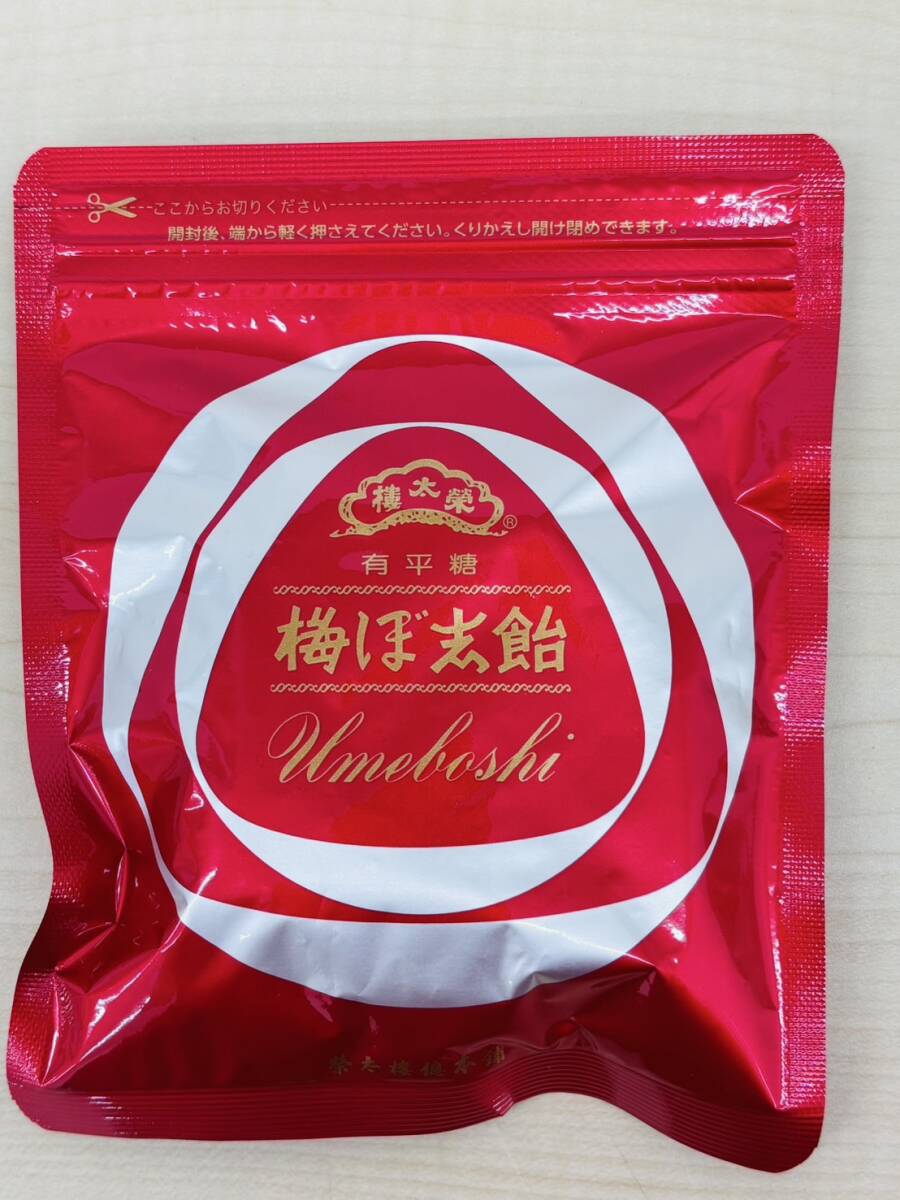 ここからお切りください
開封後、端から軽く押さえてください。くりかえし開け閉めできます。
樓太榮
®
有平糖
梅ぼ志飴
Umeboshi
榮太樓總本鋪